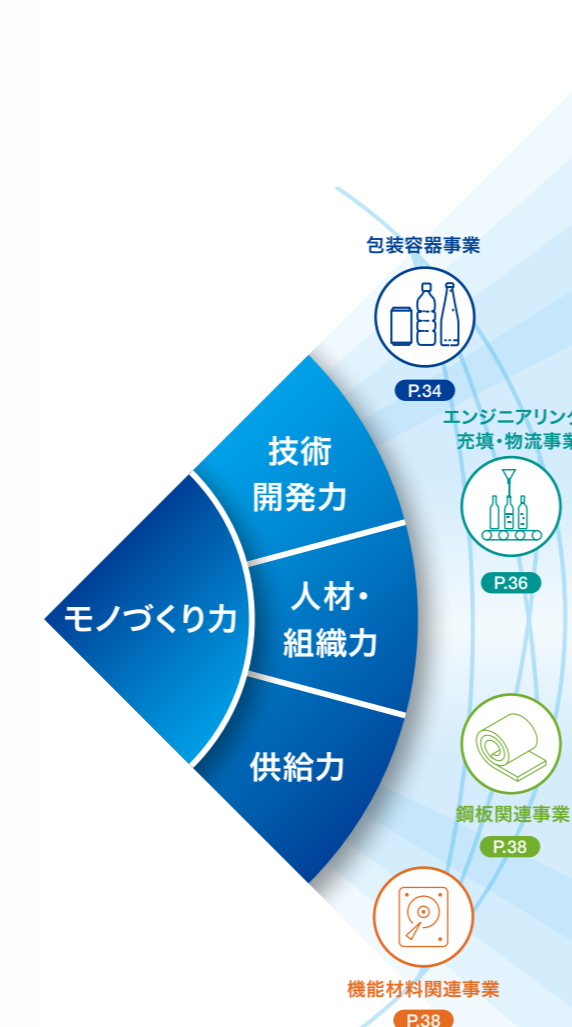 包装容器事業
P.34
エンジニアリング
充填・物流事業
P.36
技術
開発力
人材・
組織力
供給力
モノづくり力
鋼板関連事業
P.38
機能材料関連事業
P.38